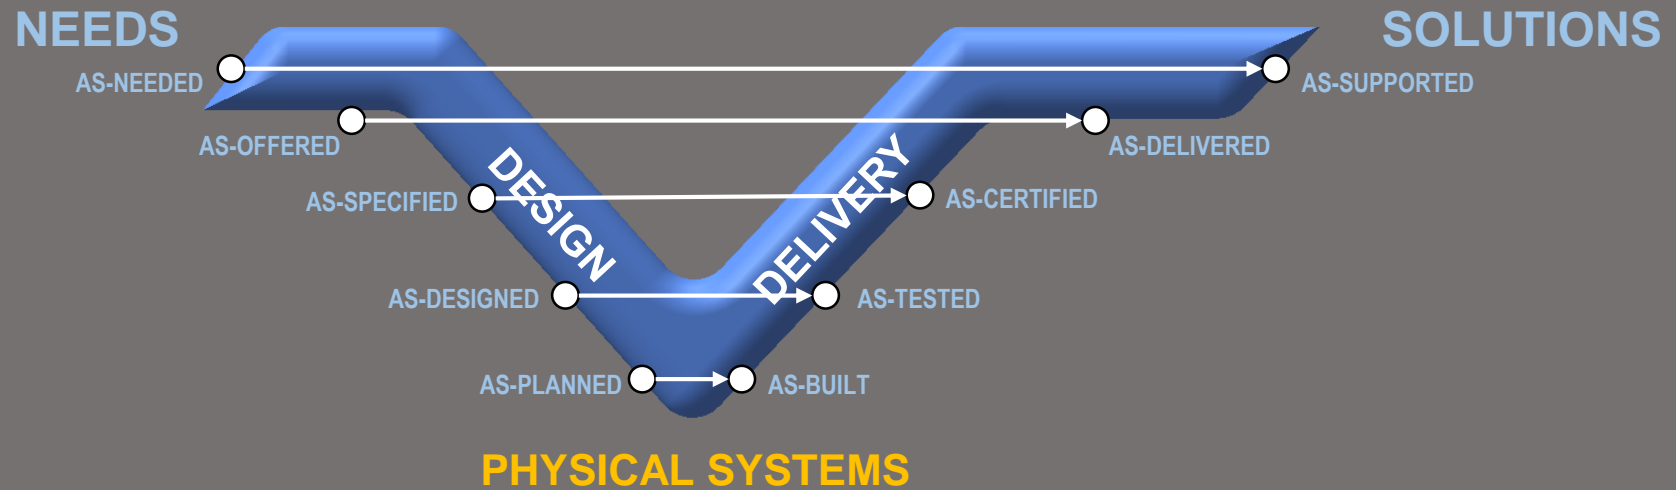 NEEDS
SOLUTIONS
AS-NEEDED
AS-SUPPORTED
AS-OFFERED
AS-DELIVERED
DESIGN
DELIVERY
AS-SPECIFIED
AS-CERTIFIED
AS-DESIGNED
AS-TESTED
AS-PLANNED
AS-BUILT
PHYSICAL SYSTEMS